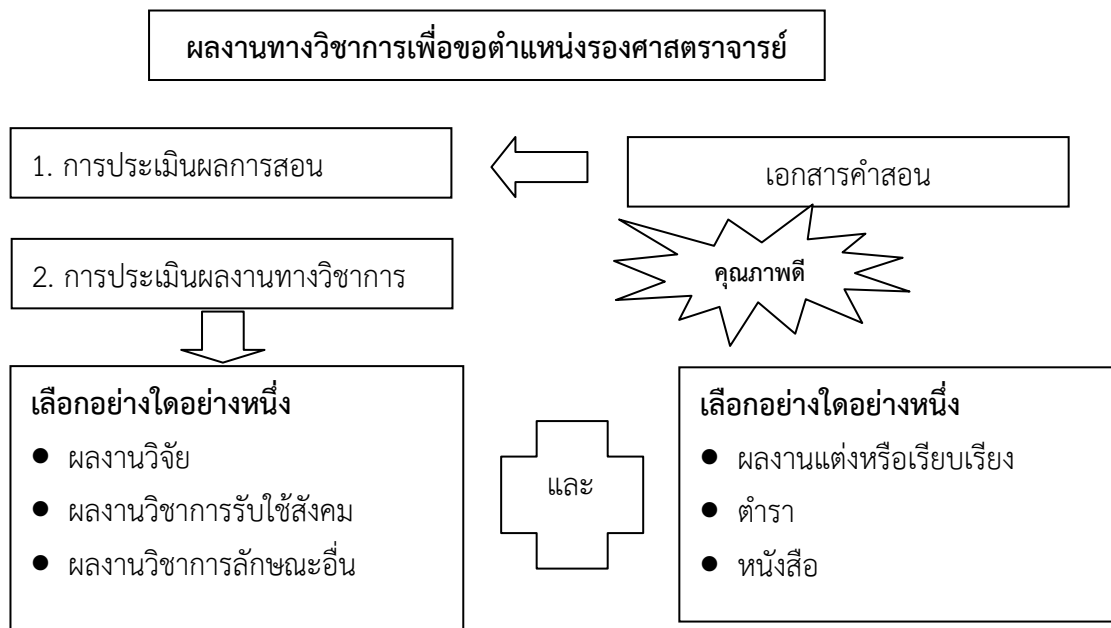 ผลงานทางวิชาการเพื่อขอตำแหน่งรองศาสตราจารย์
1. การประเมินผลการสอน
เอกสารคำสอน
2. การประเมินผลงานทางวิชาการ
คุณภาพดี
เลือกอย่างใดอย่างหนึ่ง
● ผลงานวิจัย
● ผลงานวิชาการรับใช้สังคม
● ผลงานวิชาการลักษณะอื่น
และ
เลือกอย่างใดอย่างหนึ่ง
● ผลงานแต่งหรือเรียบเรียง
● ตำรา
● หนังสือ